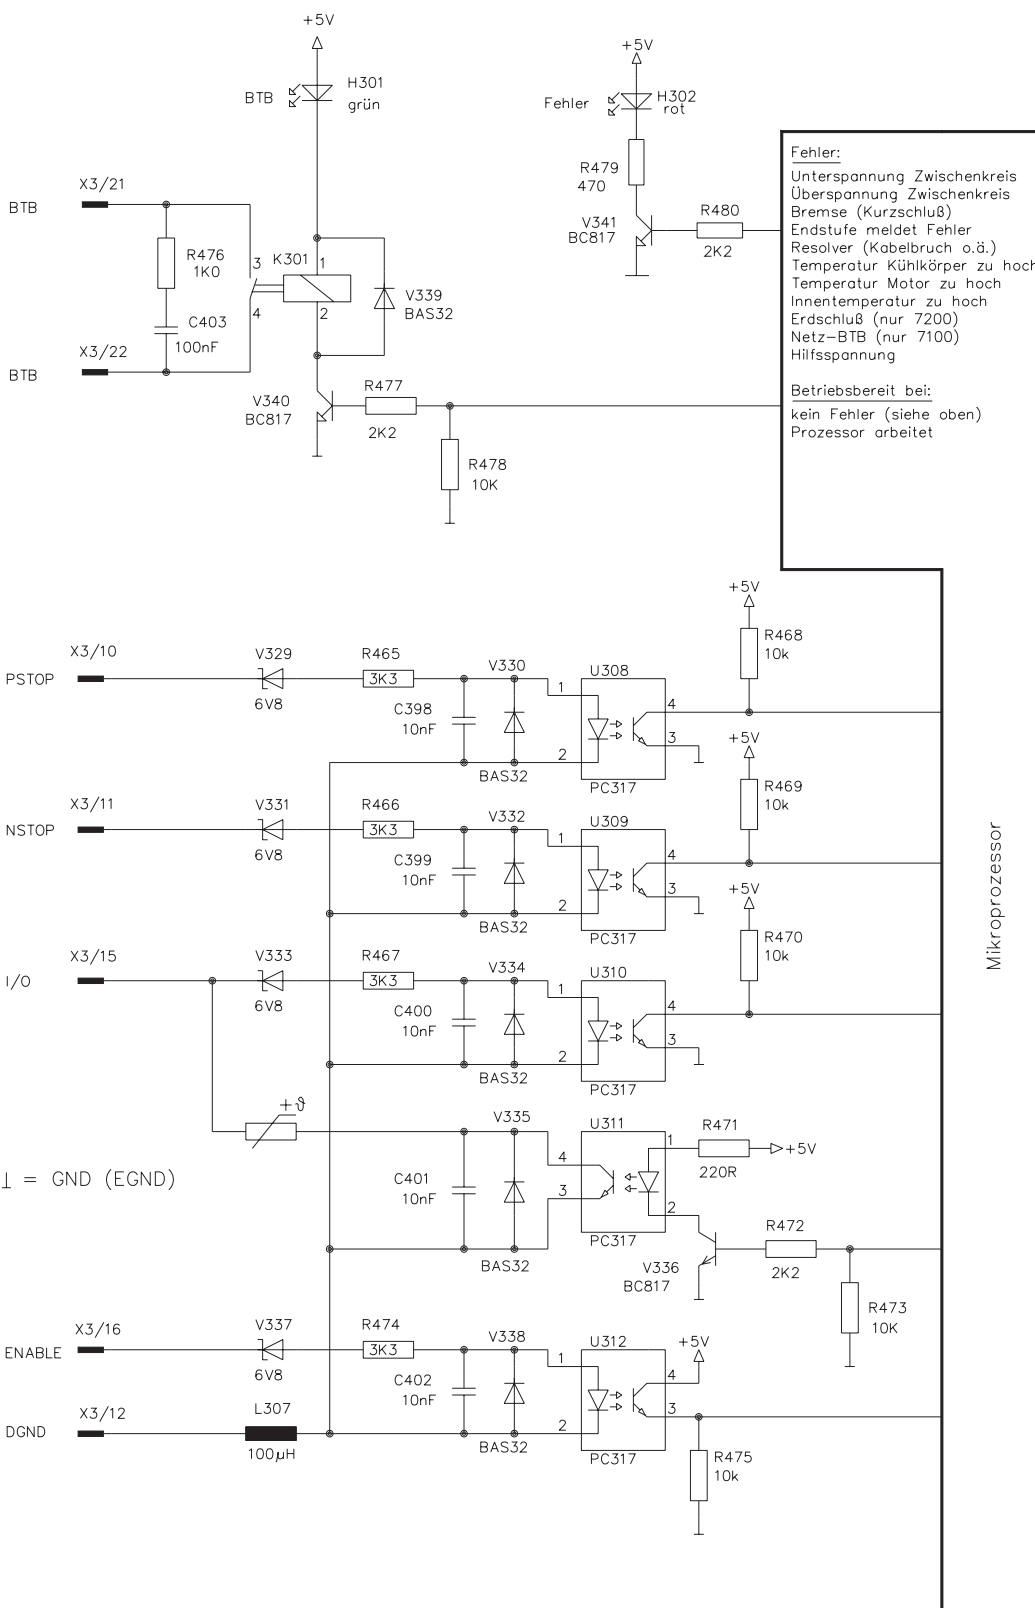 +5V
BTB
H301
grün
+5V
Fehler
H302
rot
R479
470
V341
BC817
R480
2K2
Fehler:
Unterspannung Zwischenkreis
Überspannung Zwischenkreis
Bremse (Kurzschluß)
Endstufe meldet Fehler
Resolver (Kabelbruch o.ä.)
Temperatur Kühlkörper zu hoch
Temperatur Motor zu hoch
Innentemperatur zu hoch
Erdschluß (nur 7200)
Netz-BTB (nur 7100)
Hilfsspannung
Betriebsbereit bei:
kein Fehler (siehe oben)
Prozessor arbeitet
X3/21
BTB
R476
1K0
K301
3
1
4
2
V339
BAS32
C403
100nF
X3/22
BTB
V340
BC817
R477
2K2
R478
10K
+5V
R468
10k
X3/10
PSTOP
V329
6V8
R465
3K3
V330
C398
10nF
BAS32
U308
1
2
4
3
PC317
+5V
R469
10k
X3/11
NSTOP
V331
6V8
R466
3K3
V332
C399
10nF
BAS32
U309
1
2
4
3
PC317
+5V
R470
10k
X3/15
I/O
V333
6V8
R467
3K3
V334
C400
10nF
BAS32
U310
1
2
4
3
PC317
Mikroprozessor
+ϑ
V335
C401
10nF
BAS32
U311
4
3
1
2
PC317
R471
220R
+5V
⊥ = GND (EGND)
V336
BC817
R472
2K2
R473
10K
X3/16
ENABLE
V337
6V8
R474
3K3
V338
C402
10nF
BAS32
U312
1
2
4
3
PC317
+5V
X3/12
DGND
L307
100µH
R475
10k